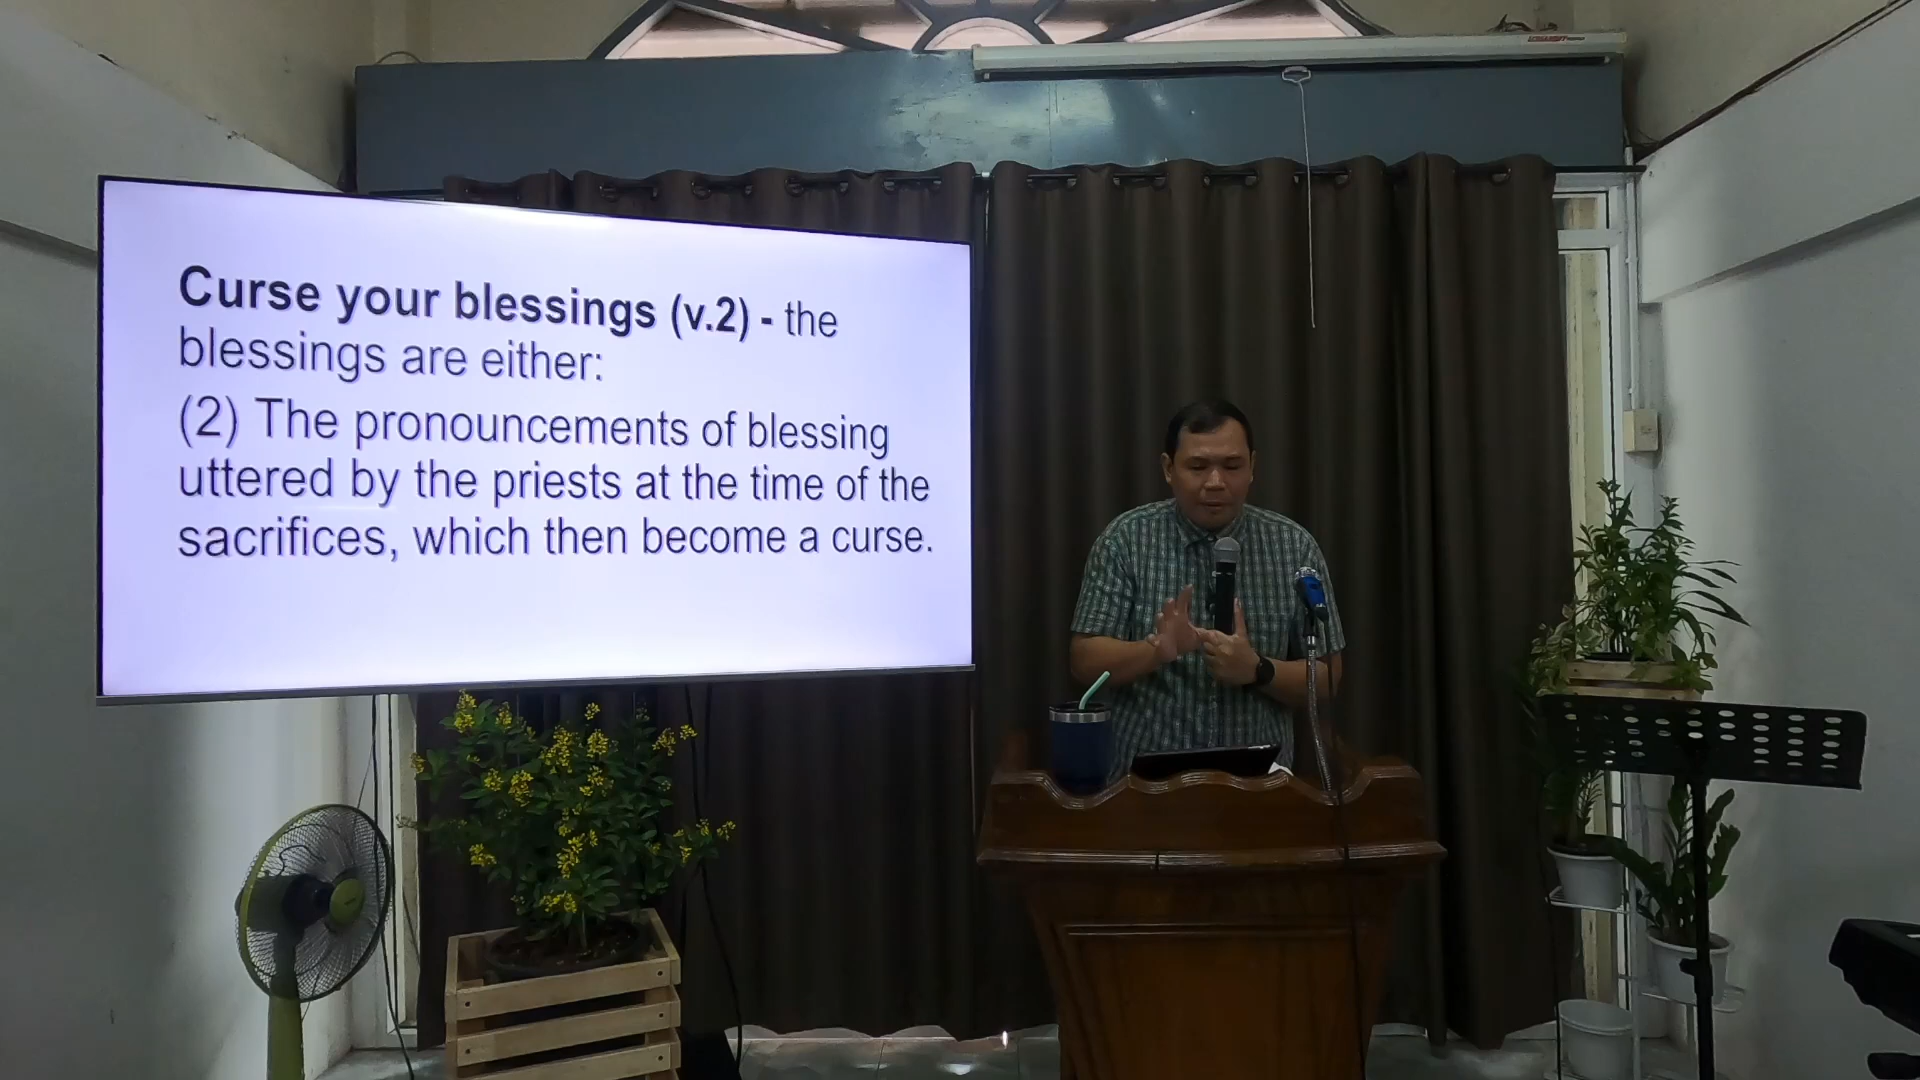 Curse your blessings (v.2) - the
blessings are either:
(2) The pronouncements of blessing
uttered by the priests at the time of the
sacrifices, which then become a curse.